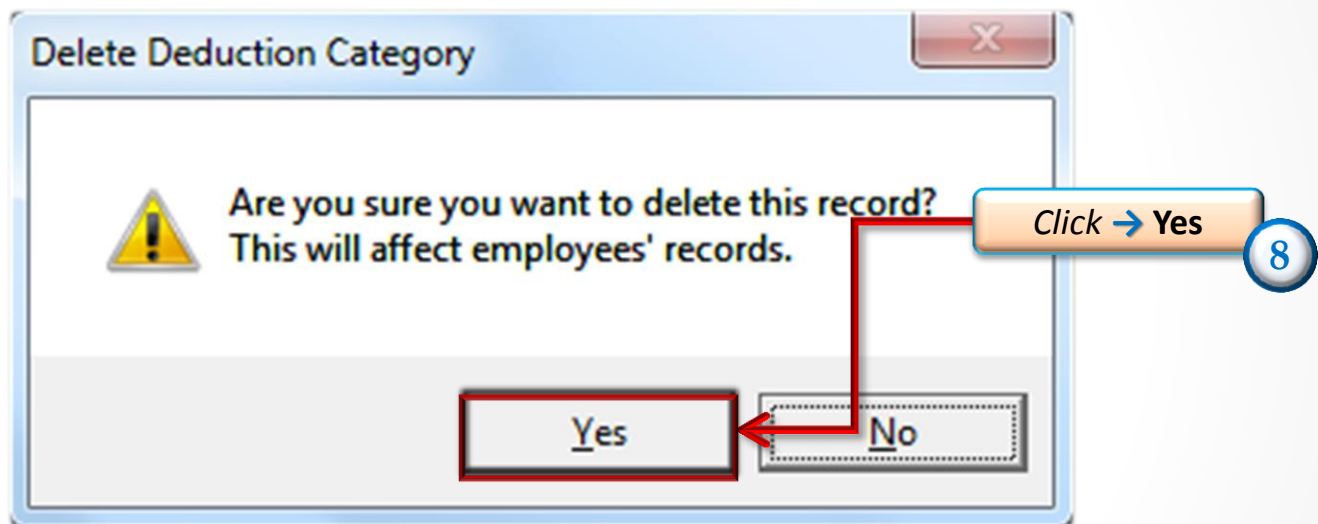 Delete Deduction Category
Are you sure you want to delete this record?
This will affect employees' records.
Click → Yes
8
Yes
No